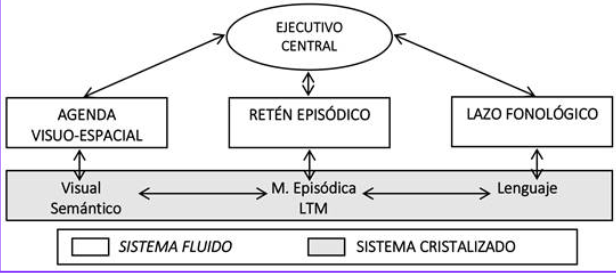 EJECUTIVO
CENTRAL
AGENDA
VISUO-ESPACIAL
RETÉN EPISÓDICO
LAZO FONOLÓGICO
Visual
Semántico
M. Episódica
LTM
Lenguaje
SISTEMA FLUIDO
SISTEMA CRISTALIZADO